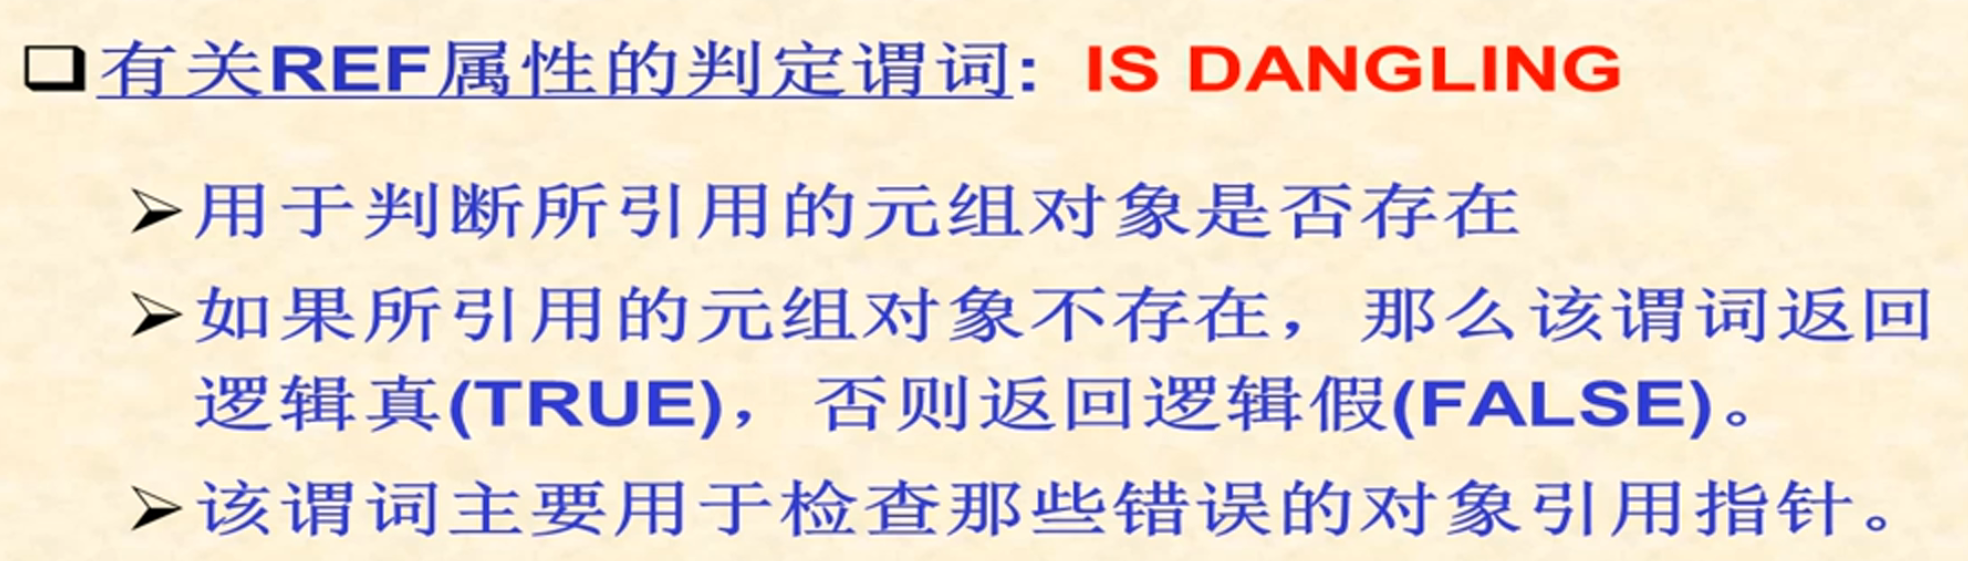 有关REF属性的判定谓词: IS DANGLING
用于判断所引用的元组对象是否存在
如果所引用的元组对象不存在，那么该谓词返回
逻辑真(TRUE)，否则返回逻辑假(FALSE)。
该谓词主要用于检查那些错误的对象引用指针。